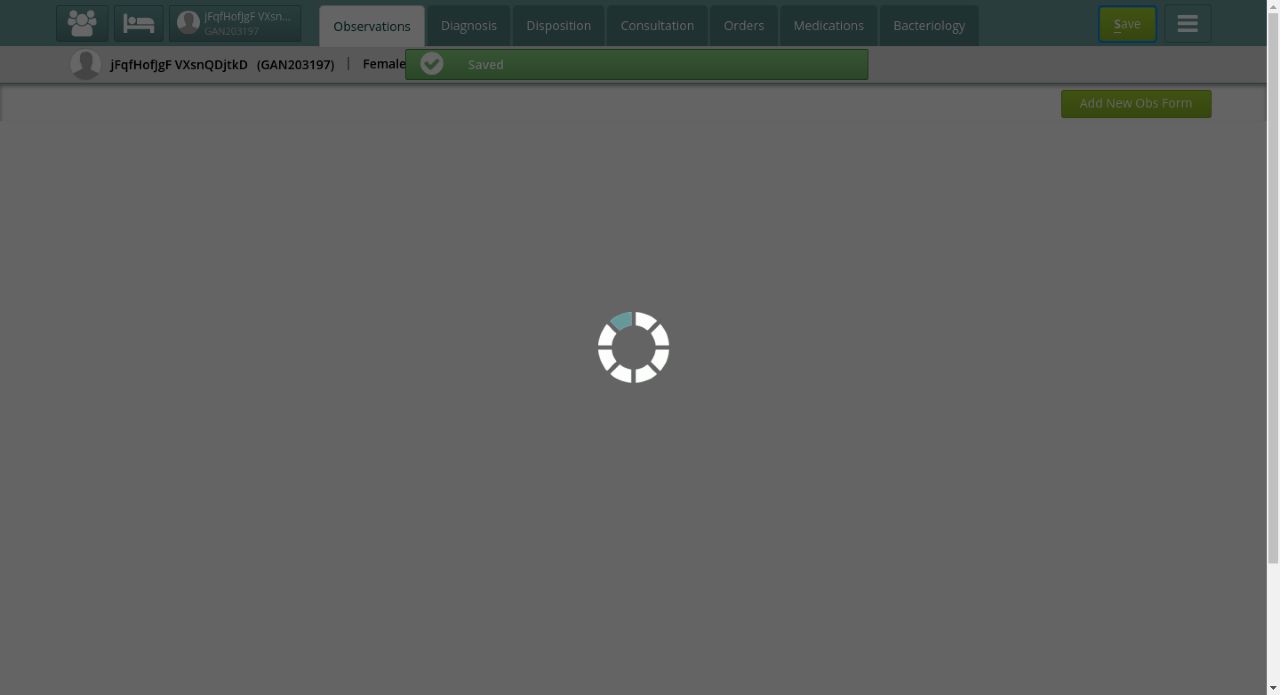 jFqfHofJgF VXsn...
GAN203197
Observations
Diagnosis
Disposition
Consultation
Orders
Medications
Bacteriology
Save
jFqfHofJgF VXsnQDjtkD (GAN203197) | Female
Saved
Add New Obs Form